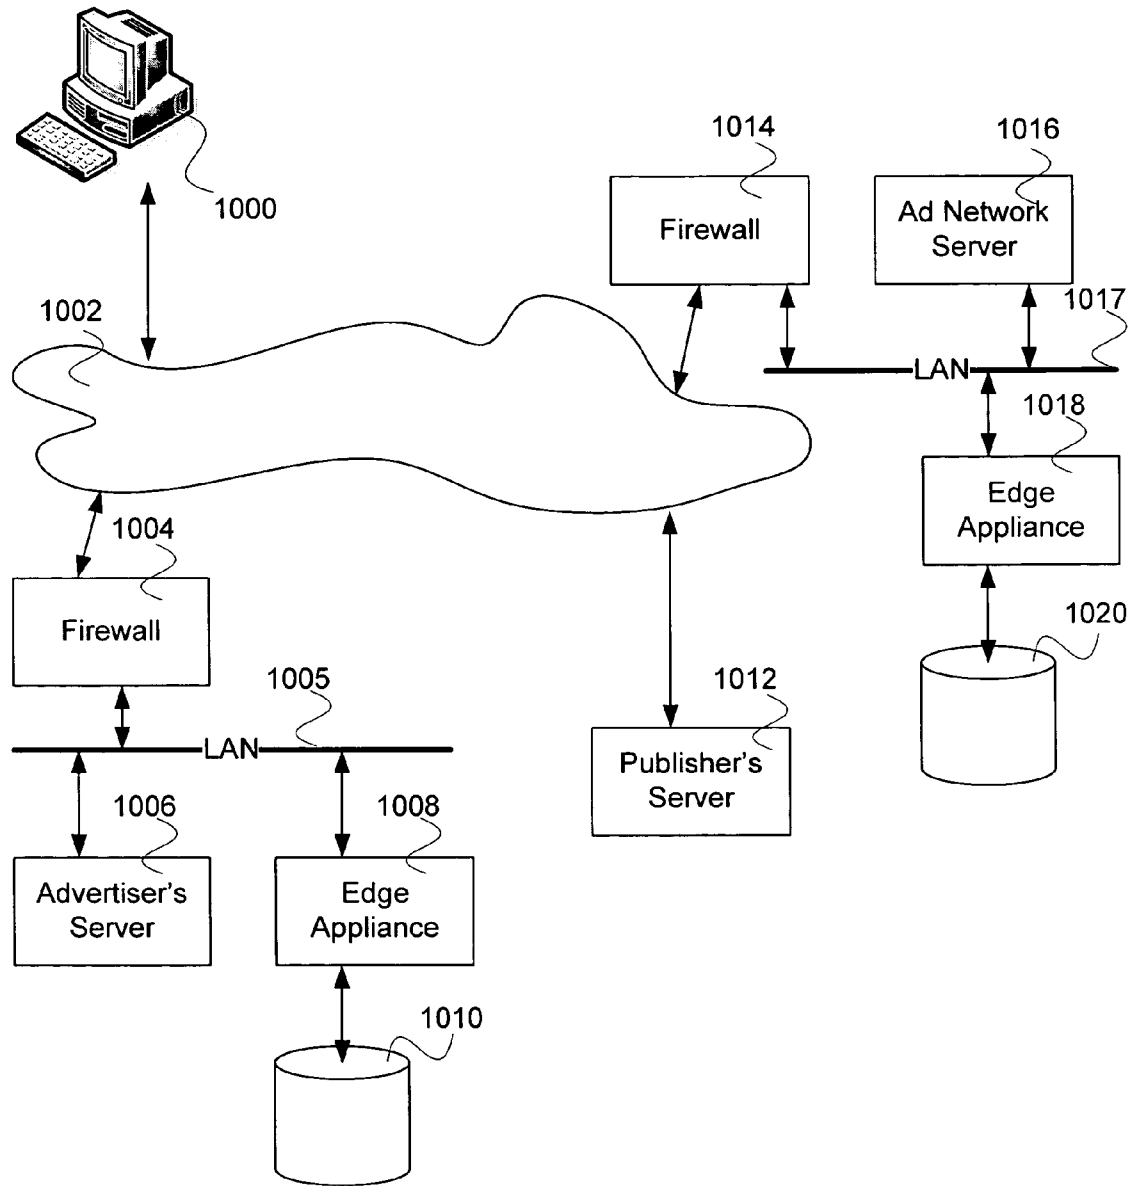 1000
1014
1016
Firewall
Ad Network
Server
1002
1017
LAN
1018
Edge
Appliance
1004
Firewall
1020
1005
1012
LAN
Publisher's
Server
1006
1008
Advertiser's
Server
Edge
Appliance
1010